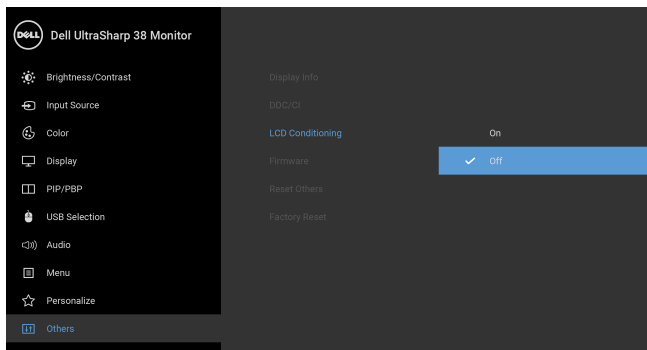 DELL Dell UltraSharp 38 Monitor
Brightness/Contrast
Input Source
Color
Display
PIP/PBP
USB Selection
Audio
Menu
Personalize
Others
Display Info
DDC/CI
LCD Conditioning
Firmware
Reset Others
Factory Reset
On
Off